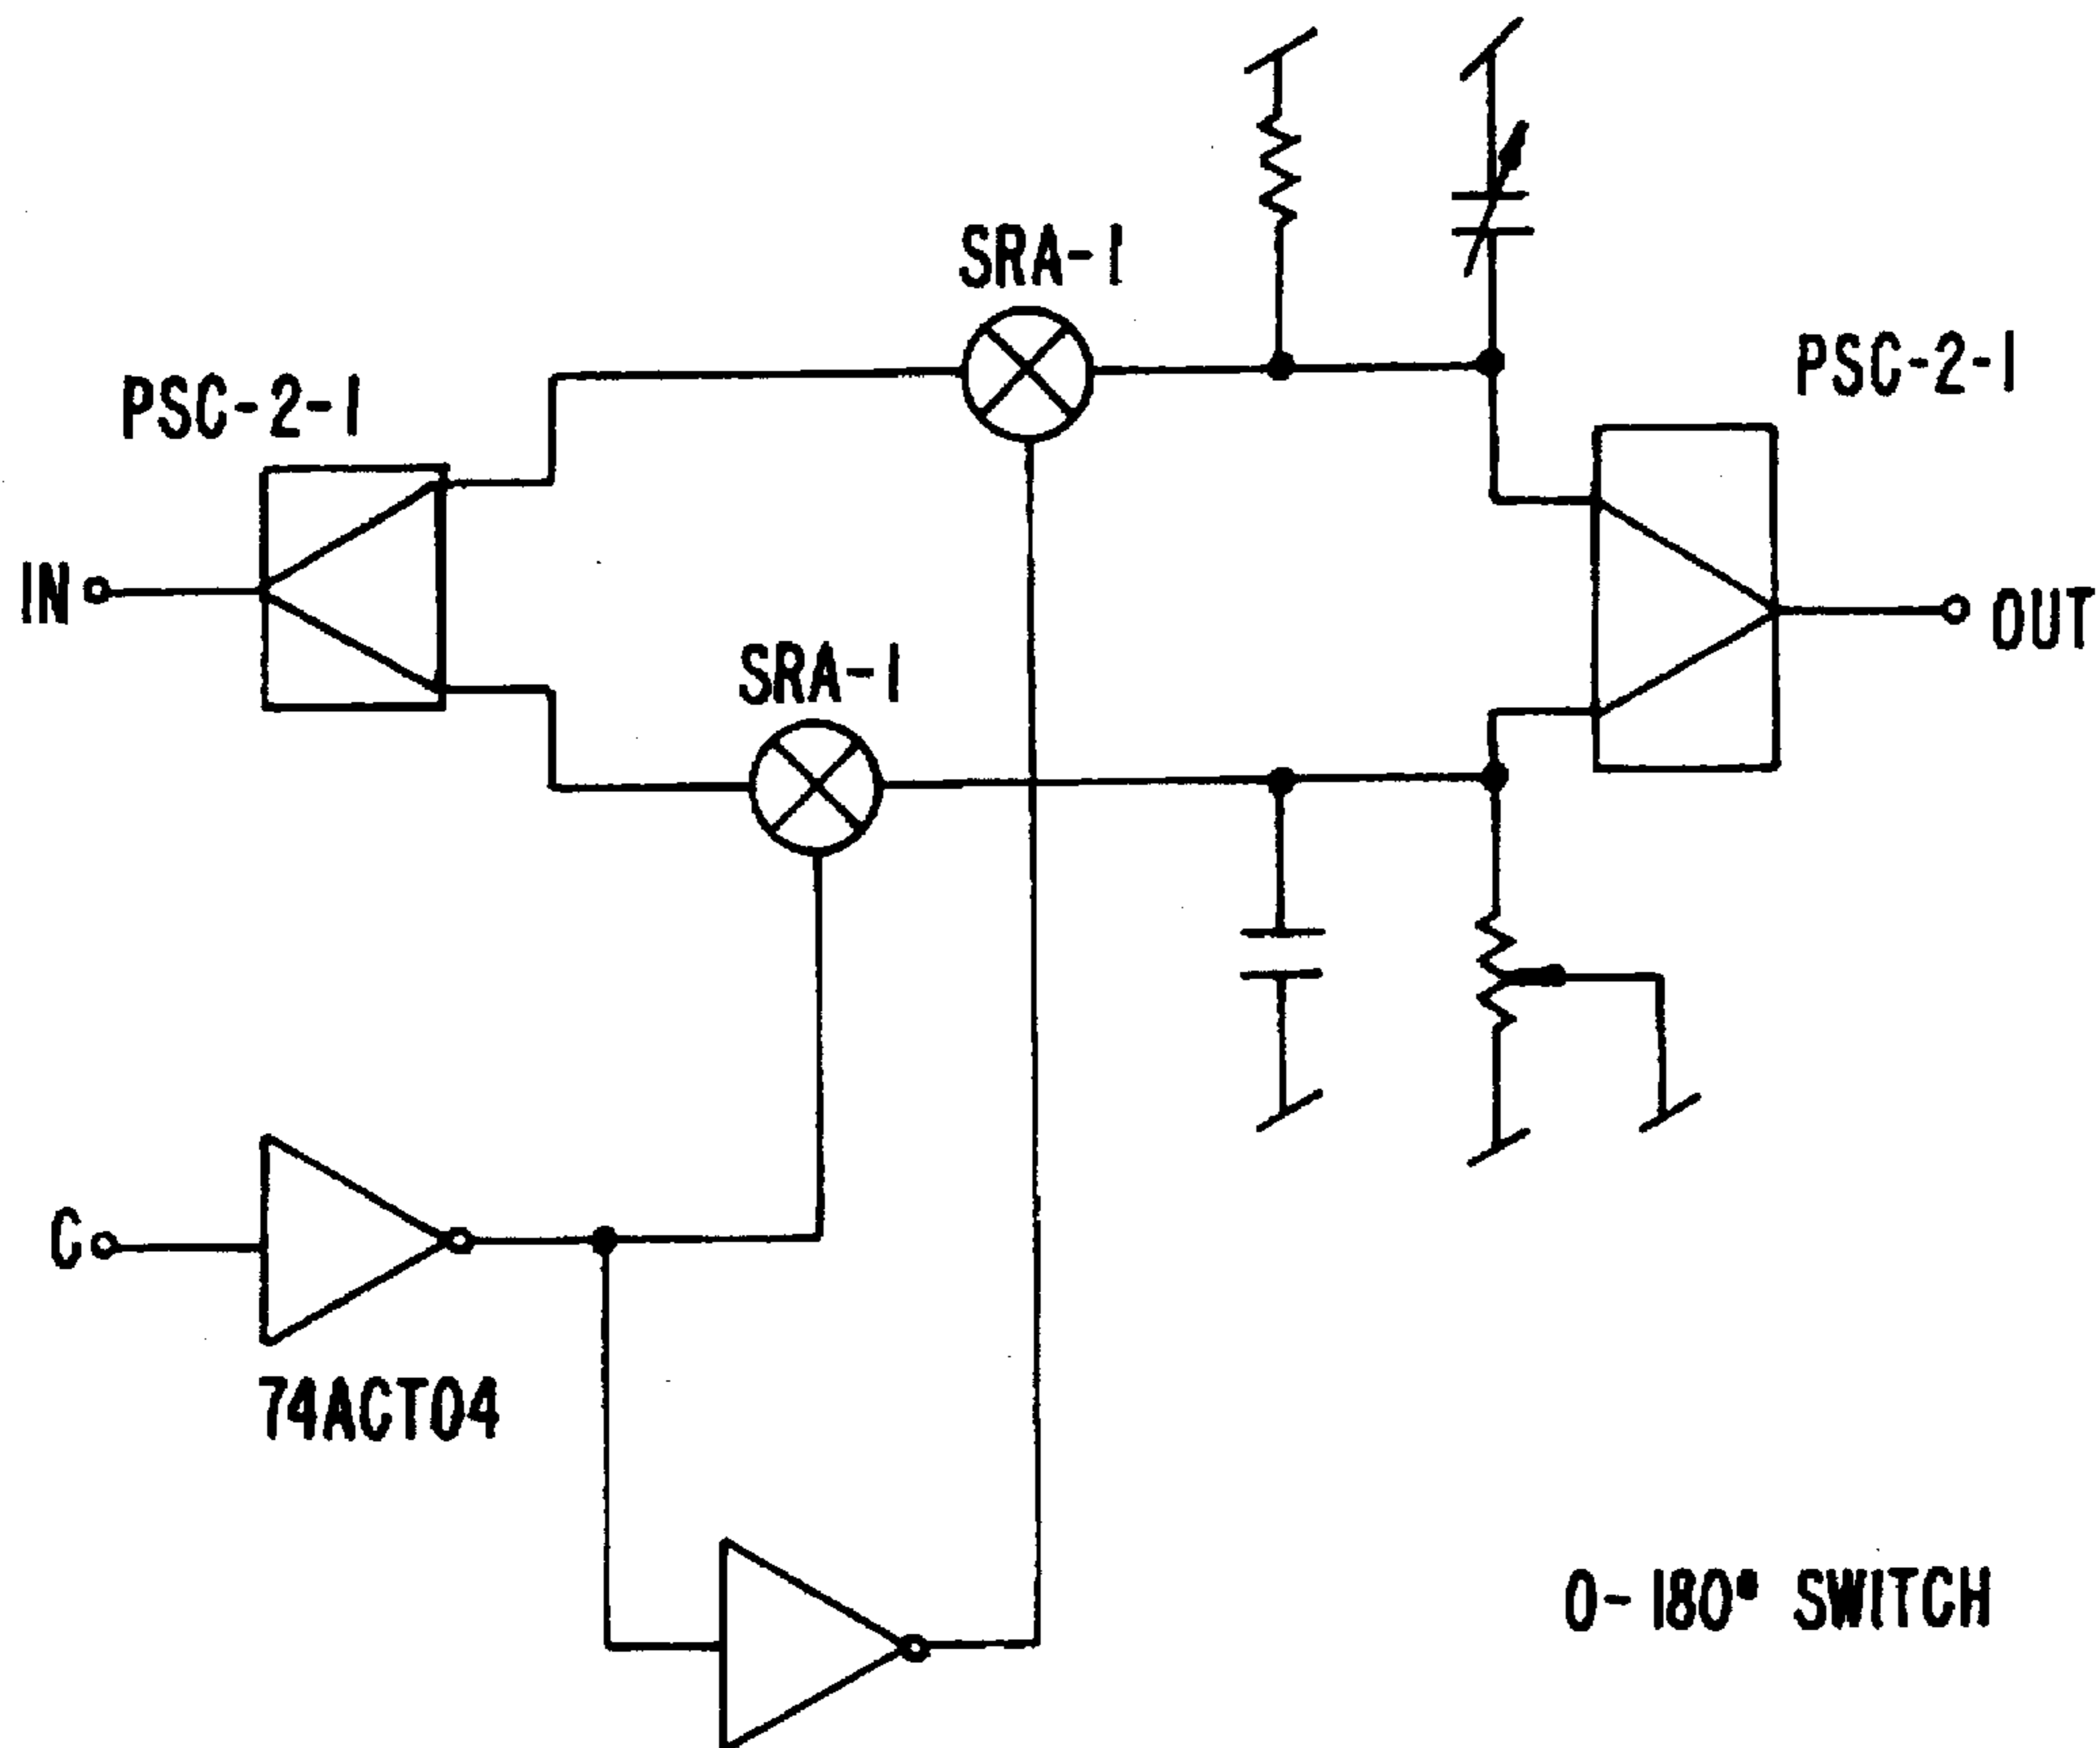 SRA-1
PSC-2-1
PSC-2-1
IN
SRA-1
OUT
C
74ACT04
0-180° SWITCH